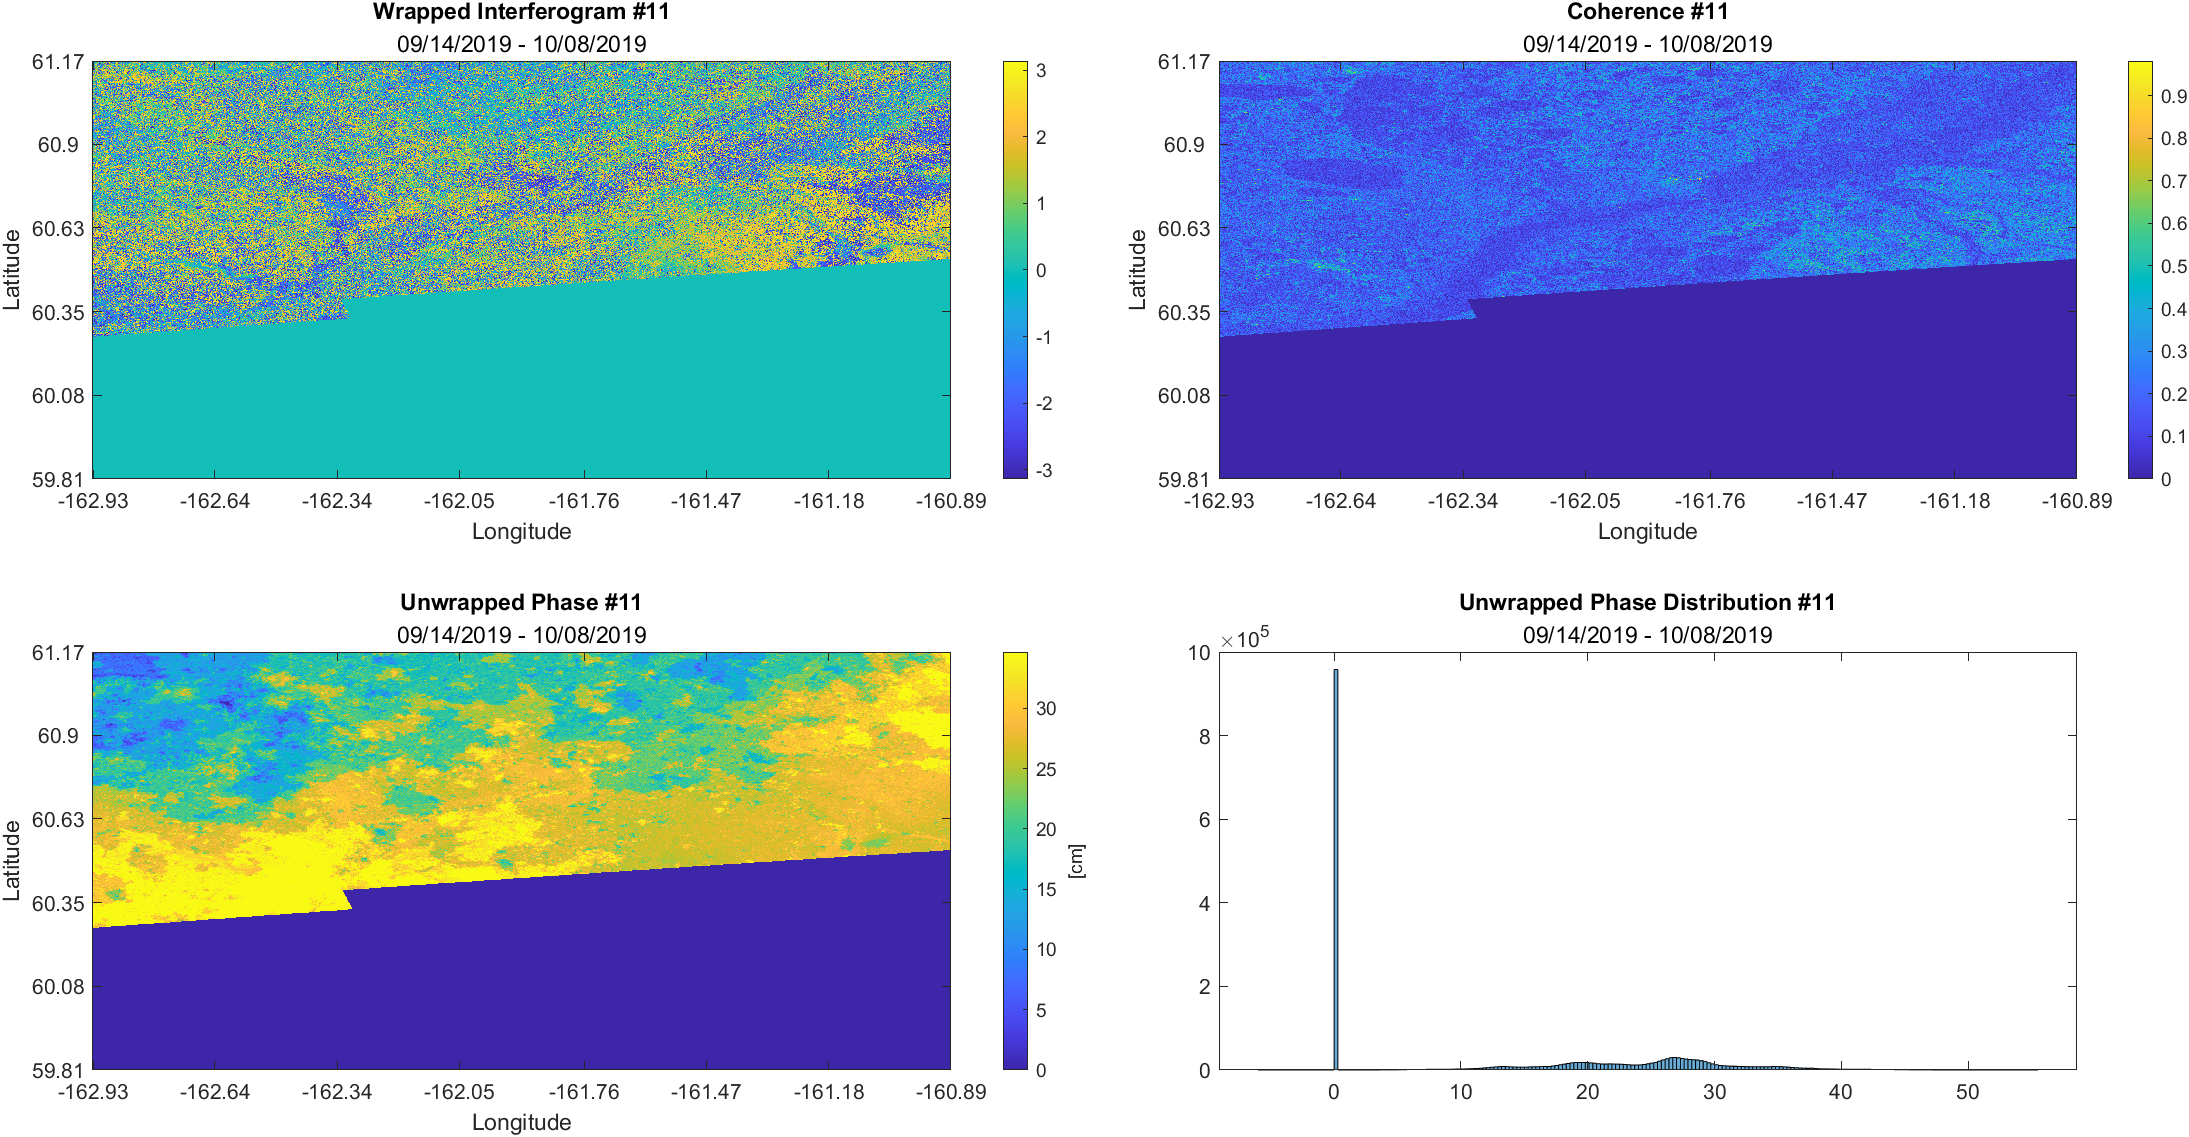 Wrapped Interferogram #11
09/14/2019 - 10/08/2019
61.17
60.9
60.63
60.35
60.08
59.81
Latitude
-162.93 -162.64 -162.34 -162.05 -161.76 -161.47 -161.18 -160.89
Longitude
3
2
1
0
-1
-2
-3
Coherence #11
09/14/2019 - 10/08/2019
61.17
60.9
60.63
60.35
60.08
59.81
Latitude
-162.93 -162.64 -162.34 -162.05 -161.76 -161.47 -161.18 -160.89
Longitude
0.9
0.8
0.7
0.6
0.5
0.4
0.3
0.2
0.1
0
Unwrapped Phase #11
09/14/2019 - 10/08/2019
61.17
60.9
60.63
60.35
60.08
59.81
Latitude
-162.93 -162.64 -162.34 -162.05 -161.76 -161.47 -161.18 -160.89
Longitude
30
25
20
15
10
5
0
[cm]
Unwrapped Phase Distribution #11
09/14/2019 - 10/08/2019
×10⁵
10
8
6
4
2
0
0 10 20 30 40 50